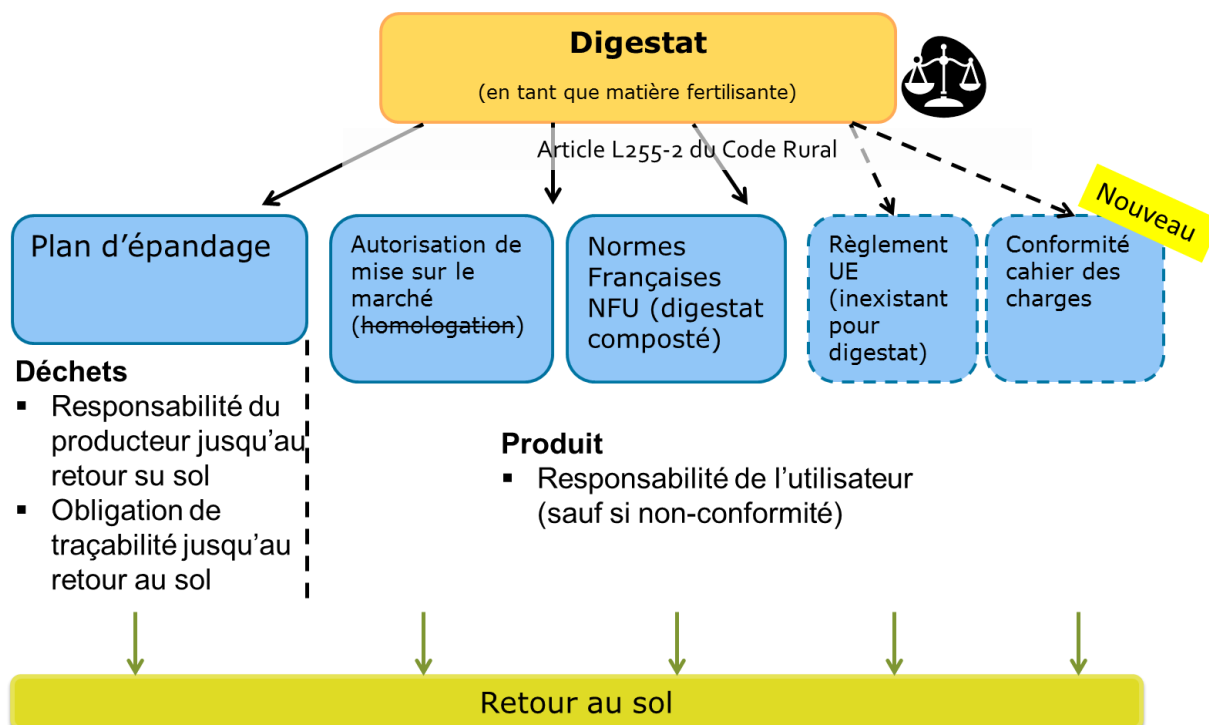 Digestat
(en tant que matière fertilisante)
Article L255-2 du Code Rural
Nouveau
Plan d’épandage
Autorisation de
mise sur le
marché
(homologation)
Normes
Françaises
NFU (digestat
composté)
Règlement
UE
(inexistant
pour
digestat)
Conformité
cahier des
charges
Déchets
▪ Responsabilité du
producteur jusqu’au
retour su sol
▪ Obligation de
traçabilité jusqu’au
retour au sol
Produit
▪ Responsabilité de l’utilisateur
(sauf si non-conformité)
Retour au sol